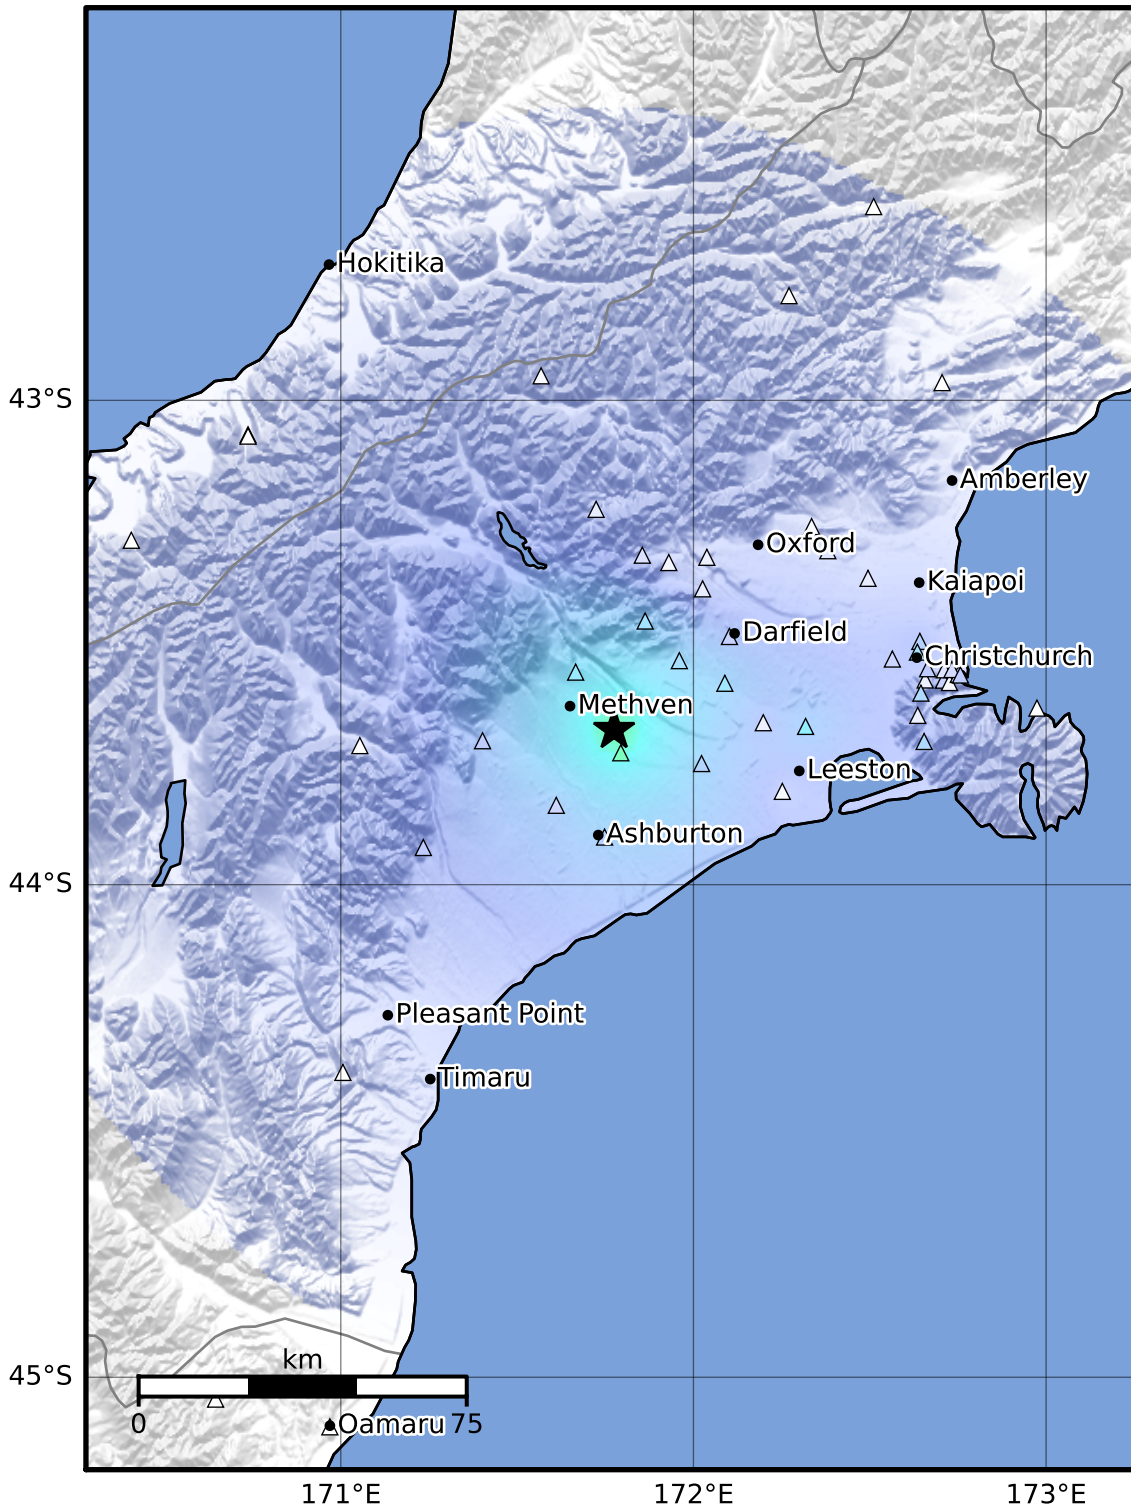 Hokitika
43°S
Amberley
Oxford
Kaiapoi
Darfield
Christchurch
Methven
Leeston
Ashburton
44°S
Pleasant Point
Timaru
km
45°S
0
75
Oamaru
171°E
172°E
173°E